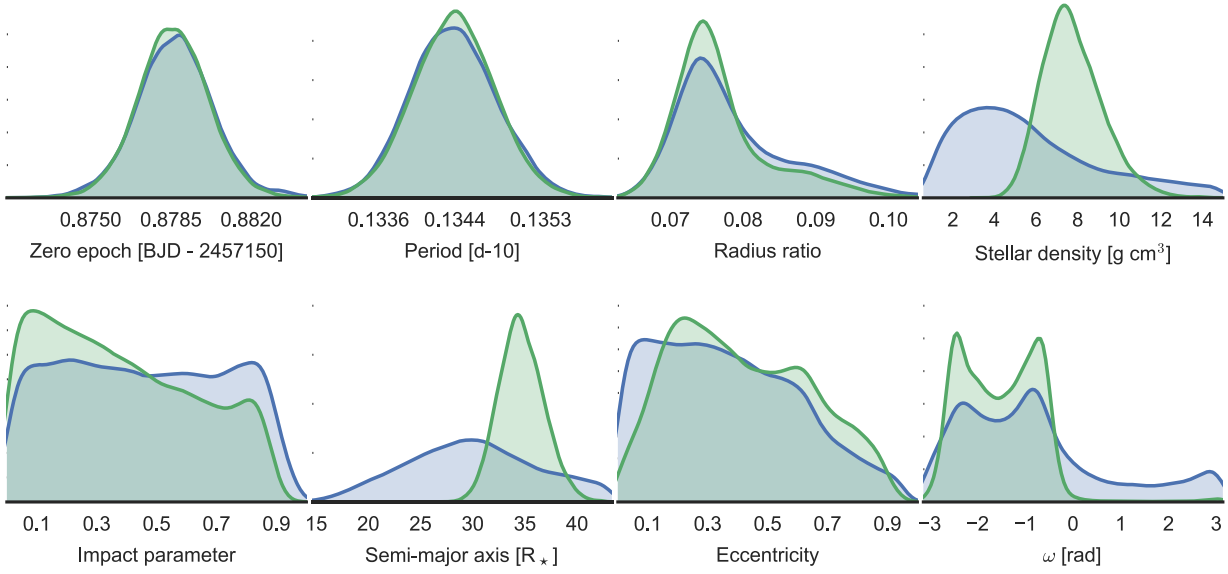 0.8750 0.8785 0.8820 0.1336 0.1344 0.1353 0.07 0.08 0.09 0.10 2 4 6 8 10 12 14
Zero epoch [BJD - 2457150] Period [d-10] Radius ratio Stellar density [g cm³]
0.1 0.3 0.5 0.7 0.9 15 20 25 30 35 40 0.1 0.3 0.5 0.7 0.9 −3 −2 −1 0 1 2 3
Impact parameter Semi-major axis [R⋆] Eccentricity ω [rad]